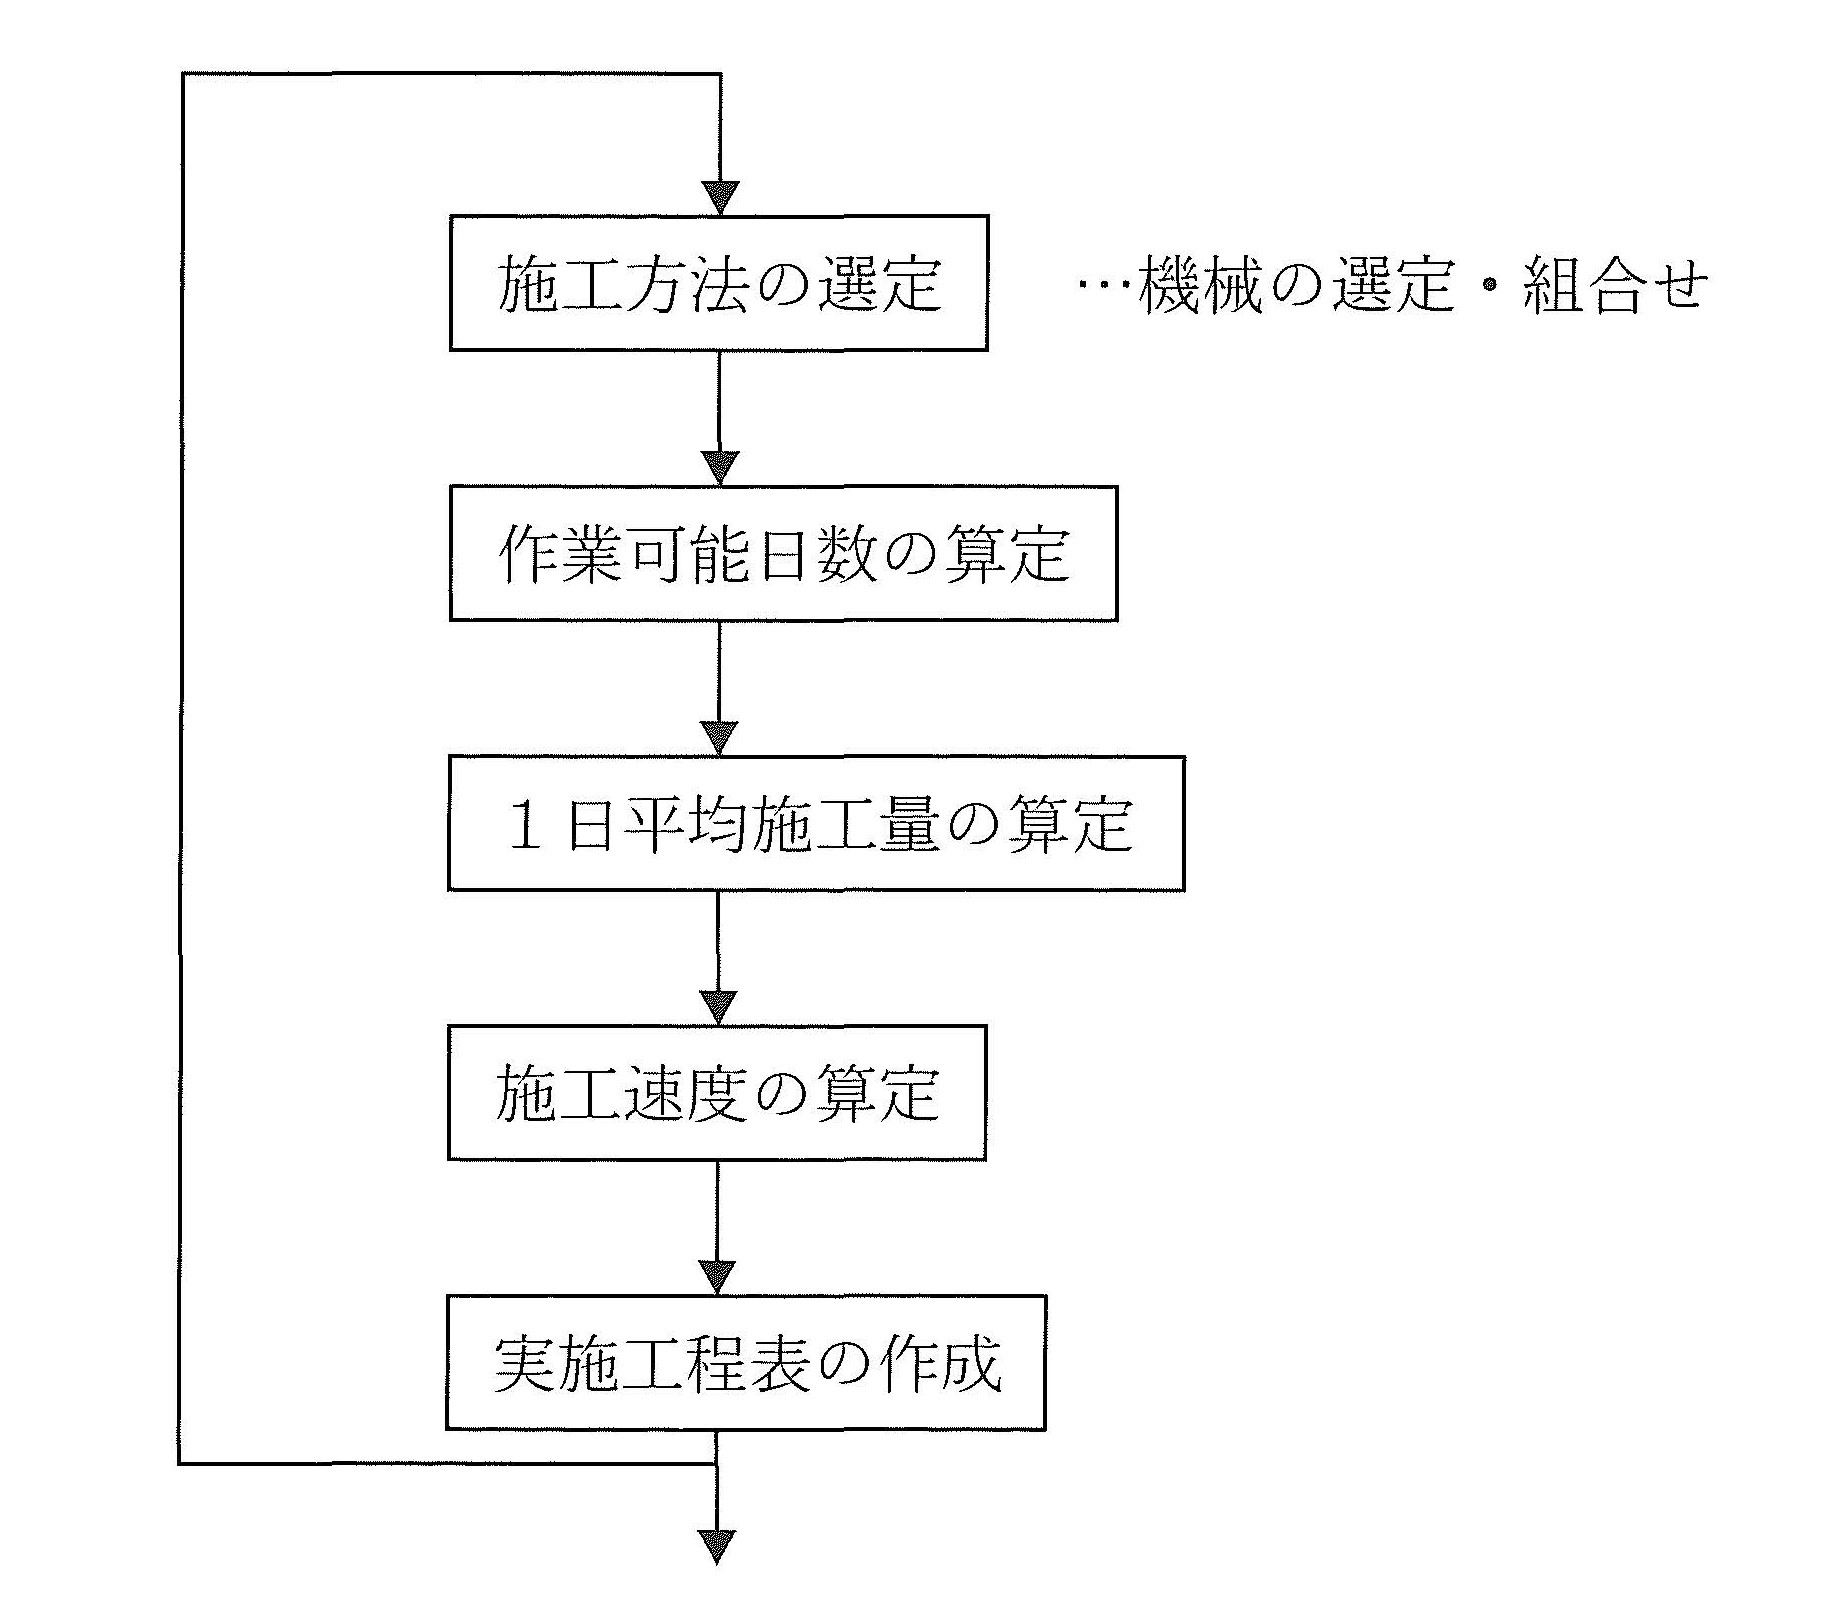 施工方法の選定 …機械の選定・組合せ
作業可能日数の算定
１日平均施工量の算定
施工速度の算定
実施工程表の作成